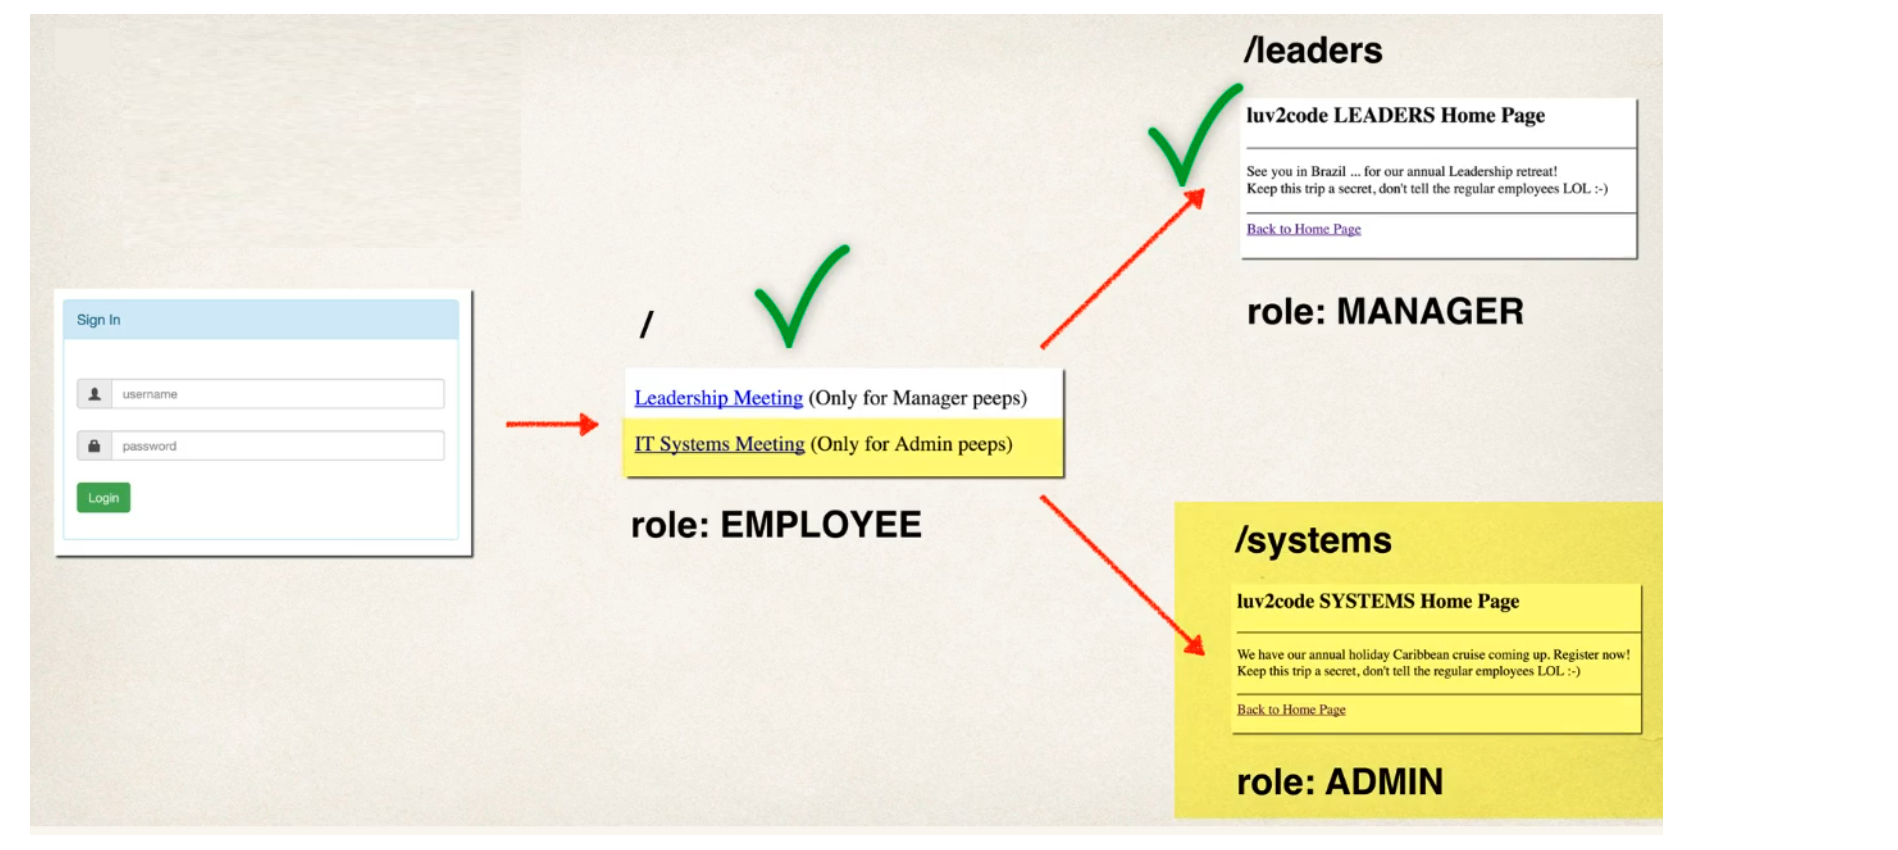 Sign In
username
password
Login
/
Leadership Meeting (Only for Manager peeps)
IT Systems Meeting (Only for Admin peeps)
role: EMPLOYEE
/leaders
luv2code LEADERS Home Page
See you in Brazil ... for our annual Leadership retreat!
Keep this trip a secret, don't tell the regular employees LOL :-)
Back to Home Page
role: MANAGER
/systems
luv2code SYSTEMS Home Page
We have our annual holiday Caribbean cruise coming up. Register now!
Keep this trip a secret, don't tell the regular employees LOL :-)
Back to Home Page
role: ADMIN